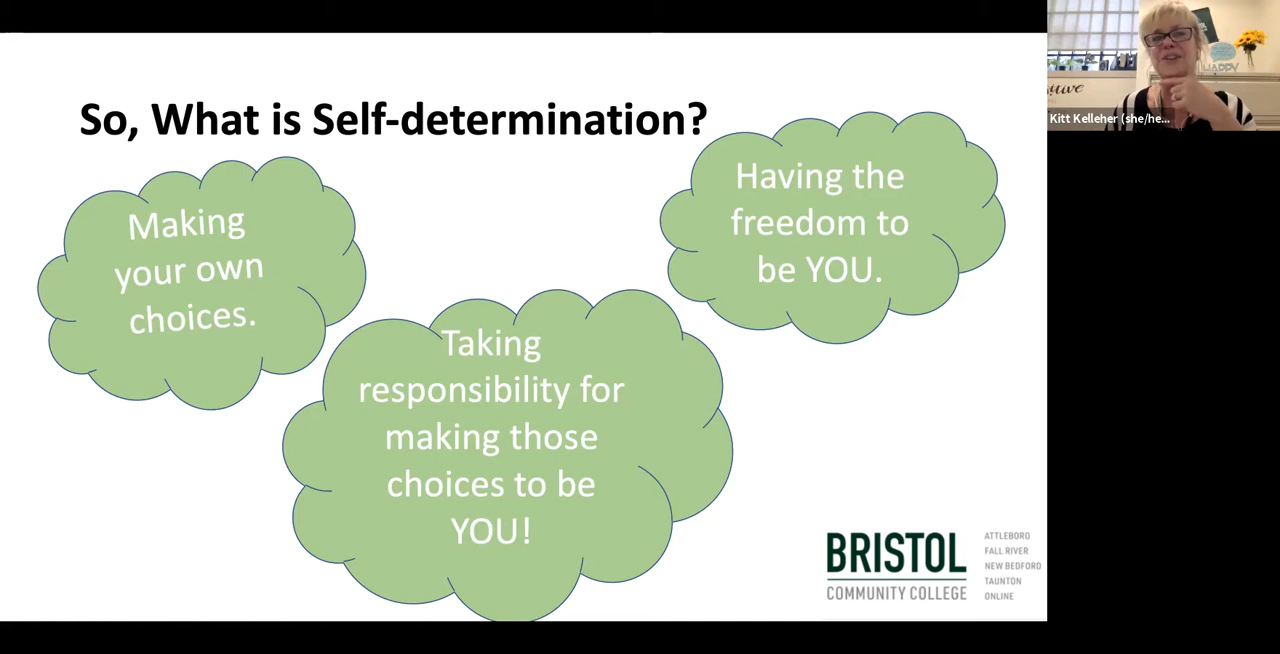 So, What is Self-determination?
Making
your own
choices.
Taking
responsibility for
making those
choices to be
YOU!
Having the
freedom to
be YOU.
BRISTOL
COMMUNITY COLLEGE
ATTLEBORO
FALL RIVER
NEW BEDFORD
TAUNTON
ONLINE
HAPPY
Kitt Kelleher (she/he...